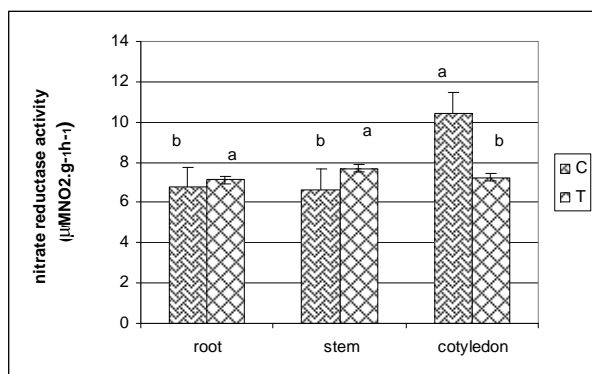 nitrate reductase activity
(µMNO2.g-1h-1)
14
12
10
8
6
4
2
0
b
a
b
a
a
b
root
stem
cotyledon
C
T